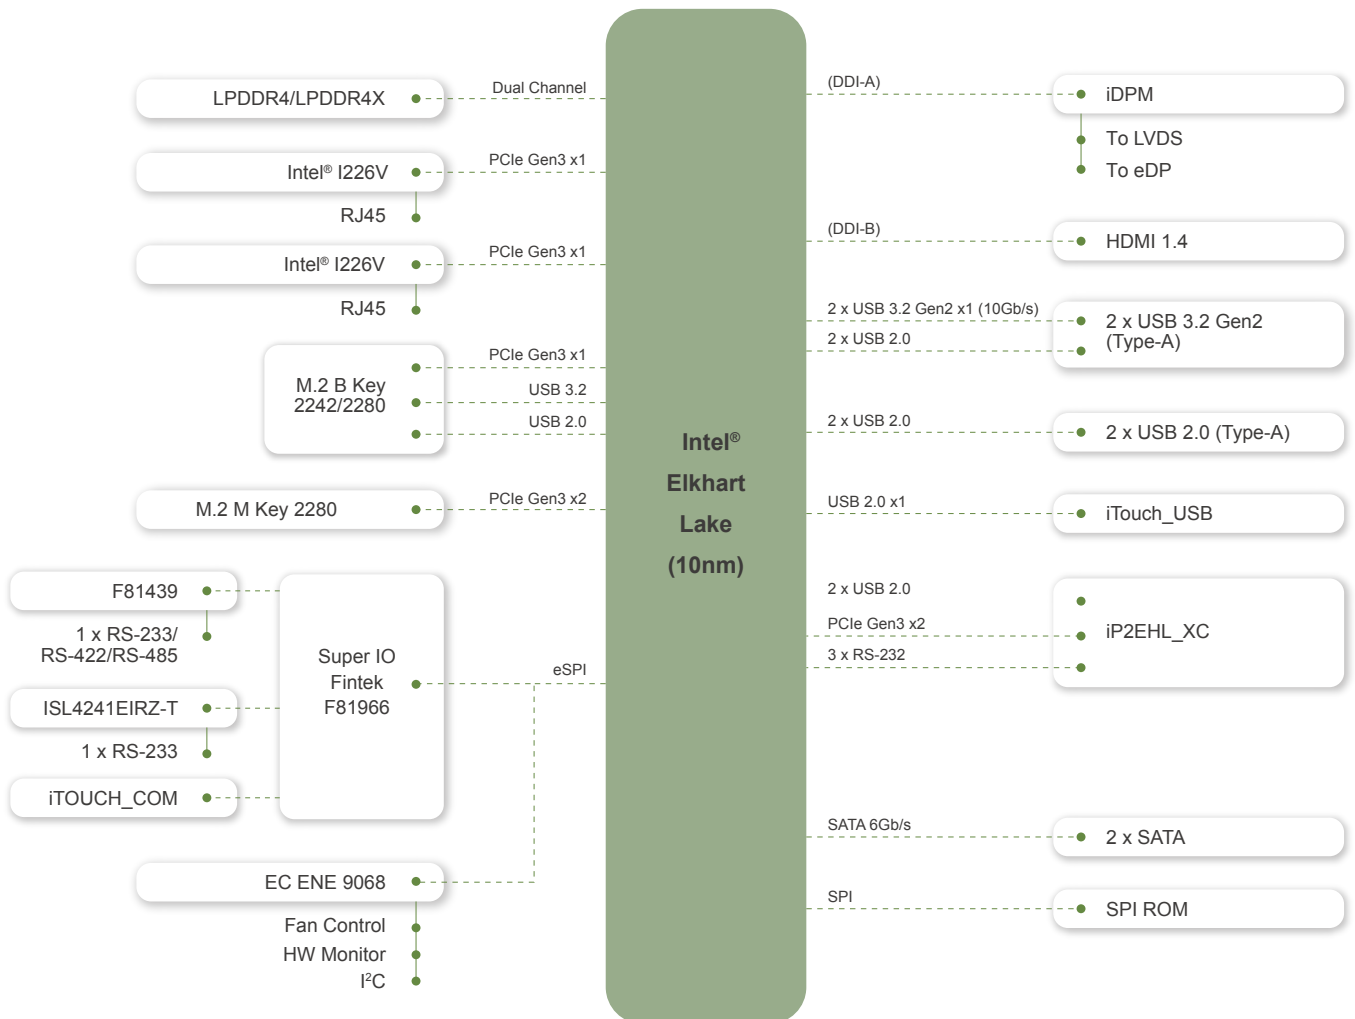 LPDDR4/LPDDR4X
Dual Channel
Intel® I226V
PCIe Gen3 x1
RJ45
Intel® I226V
PCIe Gen3 x1
RJ45
M.2 B Key
2242/2280
PCIe Gen3 x1
USB 3.2
USB 2.0
M.2 M Key 2280
PCIe Gen3 x2
F81439
1 x RS-233/
RS-422/RS-485
ISL4241EIRZ-T
1 x RS-233
iTOUCH_COM
Super IO
Fintek
F81966
eSPI
EC ENE 9068
Fan Control
HW Monitor
I²C
Intel®
Elkhart
Lake
(10nm)
(DDI-A)
iDPM
To LVDS
To eDP
(DDI-B)
HDMI 1.4
2 x USB 3.2 Gen2 x1 (10Gb/s)
2 x USB 2.0
2 x USB 3.2 Gen2
(Type-A)
2 x USB 2.0
2 x USB 2.0 (Type-A)
USB 2.0 x1
iTouch_USB
2 x USB 2.0
PCIe Gen3 x2
3 x RS-232
iP2EHL_XC
SATA 6Gb/s
2 x SATA
SPI
SPI ROM